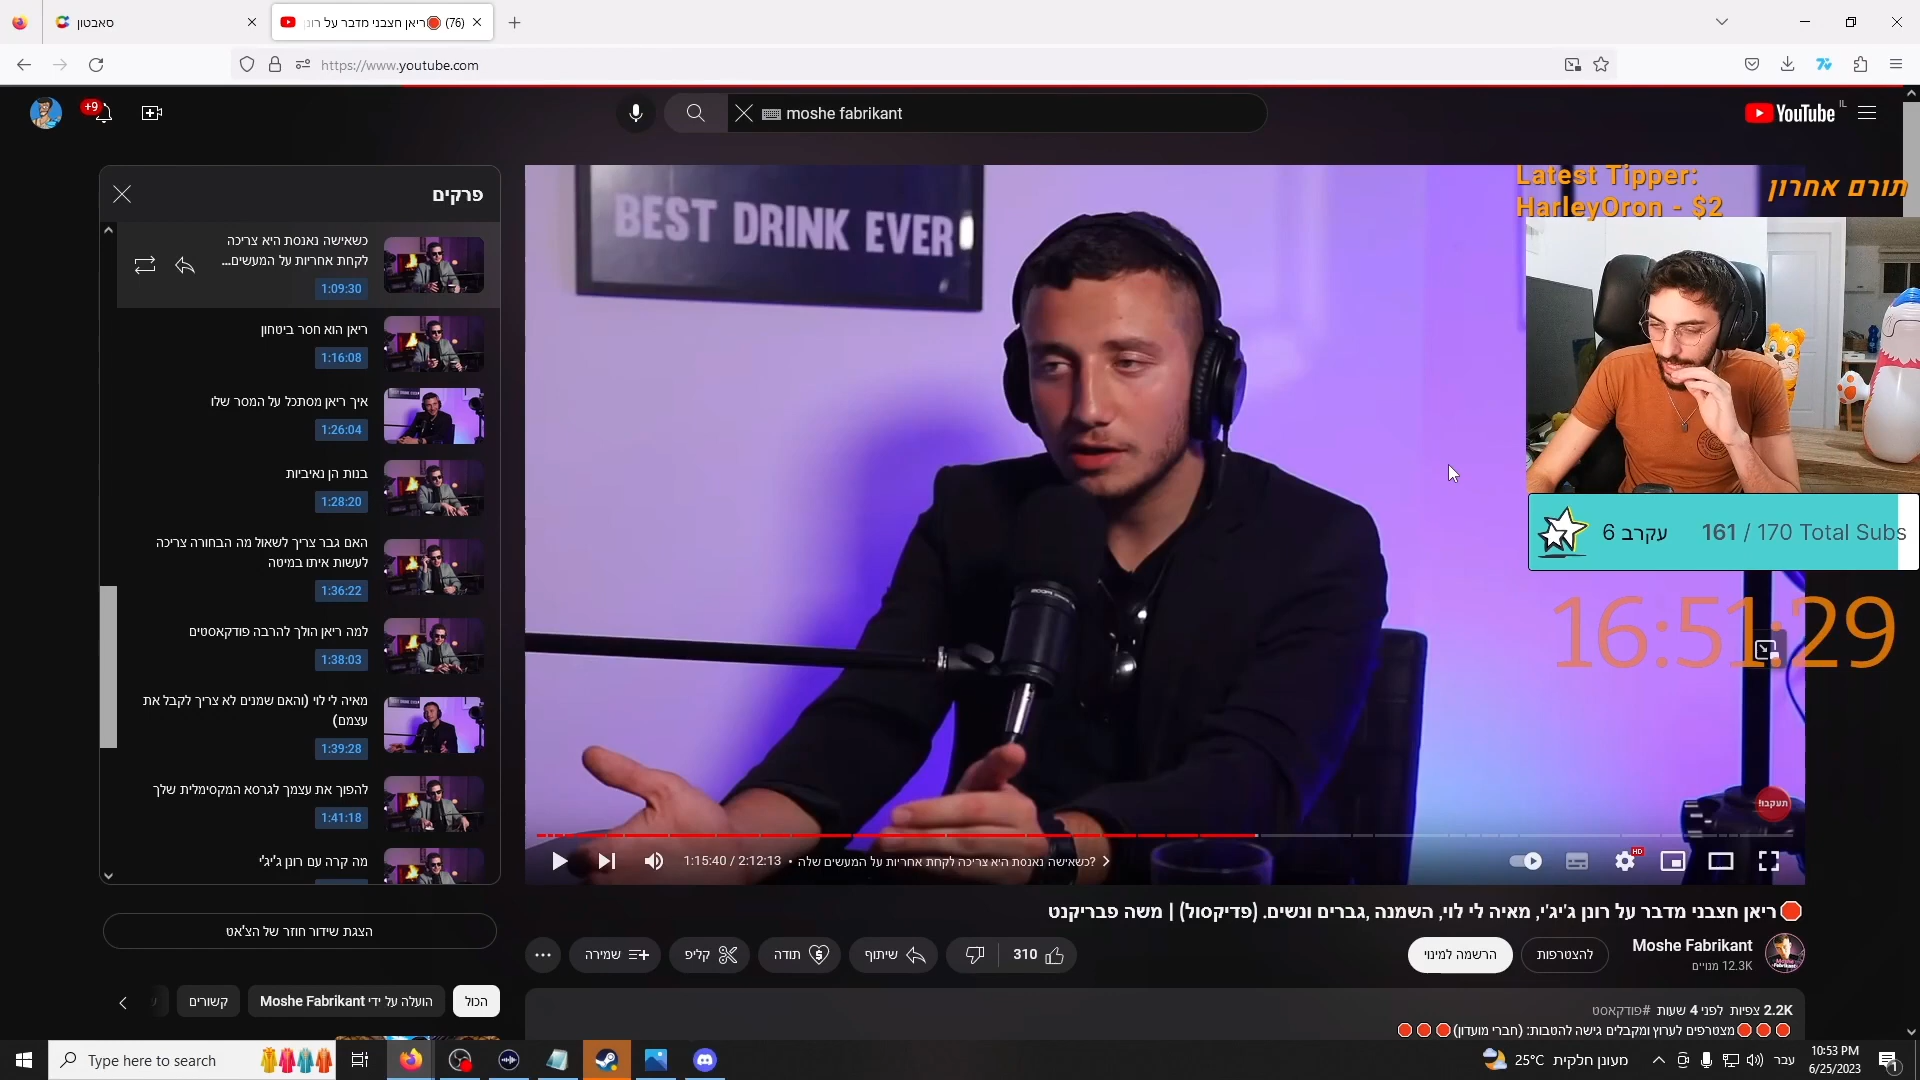 סאבטון
(76) 🛑ריאן חצבני מדבר על רונן
https://www.youtube.com
+9
moshe fabrikant
YouTube IL
פרקים
כשאישה נאנסת היא צריכה
לקחת אחריות על המעשים...
1:09:30
ריאן הוא חסר ביטחון
1:16:08
איך ריאן מסתכל על המסר שלו
1:26:04
בנות הן נאיביות
1:28:20
האם גבר צריך לשאול מה הבחורה צריכה
לעשות איתו במיטה
1:36:22
למה ריאן הולך להרבה פודקאסטים
1:38:03
מאיה לי לוי (והאם שמנים לא צריך לקבל את
עצמם)
1:39:28
להפוך את עצמך לגרסא המקסימלית שלך
1:41:18
מה קרה עם רונן ג'יג'י
הצגת שידור חוזר של הצ'אט
הכול
הועלה על ידי Moshe Fabrikant
קשורים
BEST DRINK EVER
Latest Tipper:
HarleyOron - $2
תורם אחרון
עקרב 6
161 / 170 Total Subs
16:51:29
תעקבו!
ZOOM
1:15:40 / 2:12:13 • כשאישה נאנסת היא צריכה לקחת אחריות על המעשים שלה?
HD
🛑ריאן חצבני מדבר על רונן ג'יג'י, מאיה לי לוי, השמנה ,גברים ונשים. (פדיקסול) | משה פבריקנט
Moshe Fabrikant
12.3K מנויים
להצטרפות
הרשמה למינוי
310
שיתוף
תודה
קליפ
שמירה
2.2K צפיות לפני 4 שעות #פודקאסט
🛑🛑🛑מצטרפים לערוץ ומקבלים גישה להטבות: (חברי מועדון)🛑🛑🛑
Type here to search
25°C מעונן חלקית
עבר
10:53 PM
6/25/2023
1